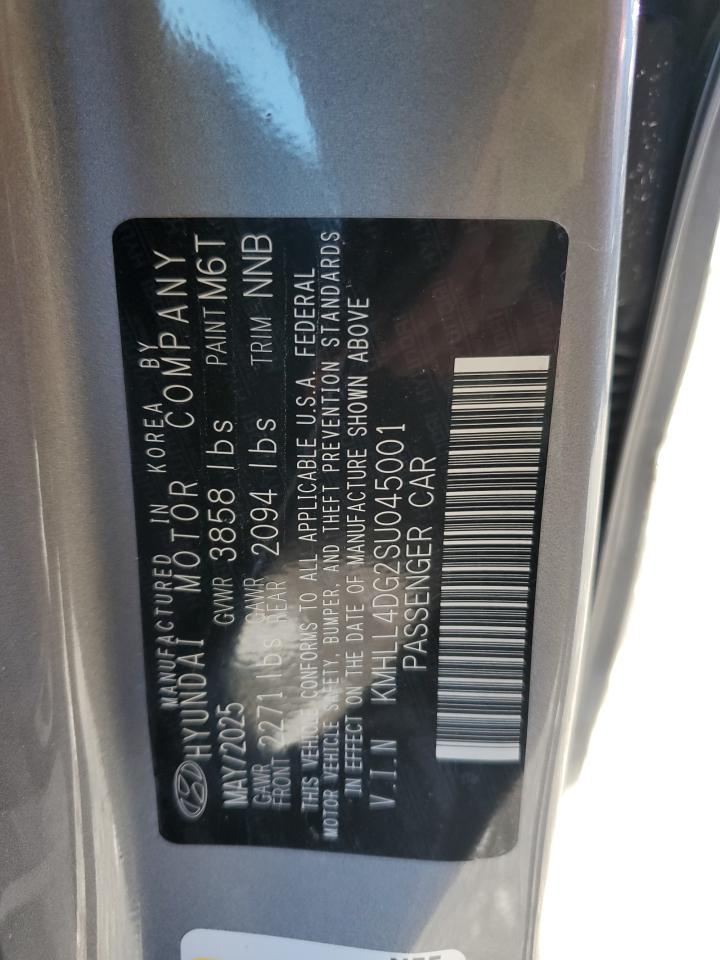 MANUFACTURED IN KOREA BY
HYUNDAI MOTOR COMPANY
MAY/2025 GVWR 3858 lbs PAINT M6T
GAWR FRONT 2271 lbs GAWR REAR 2094 lbs TRIM NNB
THIS VEHICLE CONFORMS TO ALL APPLICABLE U.S.A. FEDERAL
MOTOR VEHICLE SAFETY, BUMPER, AND THEFT PREVENTION STANDARDS
IN EFFECT ON THE DATE OF MANUFACTURE SHOWN ABOVE
V.I.N KMHLL4DG2SU045001
PASSENGER CAR